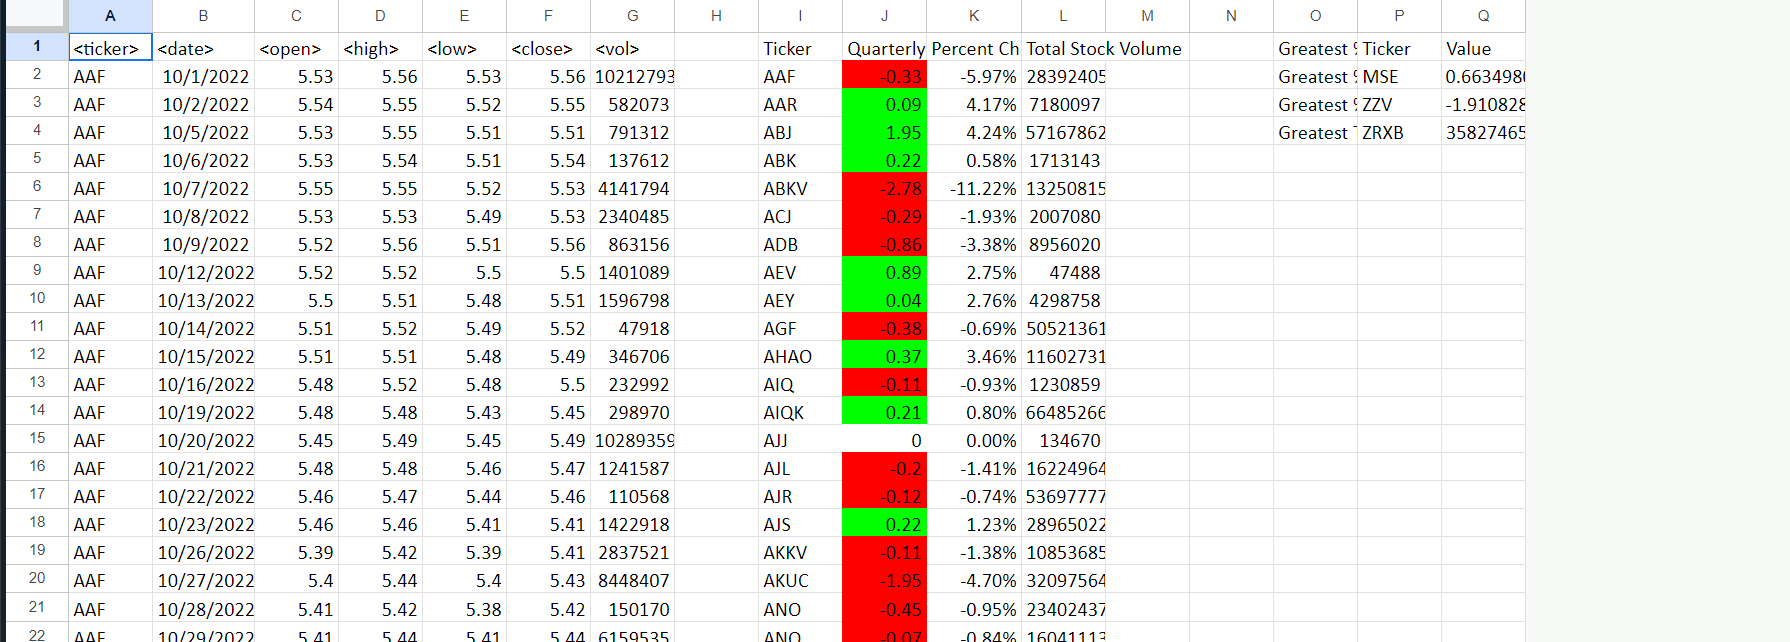 A B C D E F G H I J K L M N O P Q
1 <ticker> <date> <open> <high> <low> <close> <vol> Ticker Quarterly Percent Ch Total Stock Volume Greatest % Ticker Value
2 AAF 10/1/2022 5.53 5.56 5.53 5.56 10212793 AAF -0.33 -5.97% 28392405 Greatest % MSE 0.663498
3 AAF 10/2/2022 5.54 5.55 5.52 5.55 582073 AAR 0.09 4.17% 7180097 Greatest % ZZV -1.910828
4 AAF 10/5/2022 5.53 5.55 5.51 5.51 791312 ABJ 1.95 4.24% 57167862 Greatest T ZRXB 35827465
5 AAF 10/6/2022 5.53 5.54 5.51 5.54 137612 ABK 0.22 0.58% 1713143
6 AAF 10/7/2022 5.55 5.55 5.52 5.53 4141794 ABKV -2.78 -11.22% 13250815
7 AAF 10/8/2022 5.53 5.53 5.49 5.53 2340485 ACJ -0.29 -1.93% 2007080
8 AAF 10/9/2022 5.52 5.56 5.51 5.56 863156 ADB -0.86 -3.38% 8956020
9 AAF 10/12/2022 5.52 5.52 5.5 5.5 1401089 AEV 0.89 2.75% 47488
10 AAF 10/13/2022 5.5 5.51 5.48 5.51 1596798 AEY 0.04 2.76% 4298758
11 AAF 10/14/2022 5.51 5.52 5.49 5.52 47918 AGF -0.38 -0.69% 50521361
12 AAF 10/15/2022 5.51 5.51 5.48 5.49 346706 AHAO 0.37 3.46% 11602731
13 AAF 10/16/2022 5.48 5.52 5.48 5.5 232992 AIQ -0.11 -0.93% 1230859
14 AAF 10/19/2022 5.48 5.48 5.43 5.45 298970 AIQK 0.21 0.80% 66485266
15 AAF 10/20/2022 5.45 5.49 5.45 5.49 10289359 AJJ 0 0.00% 134670
16 AAF 10/21/2022 5.48 5.48 5.46 5.47 1241587 AJL -0.2 -1.41% 16224964
17 AAF 10/22/2022 5.46 5.47 5.44 5.46 110568 AJR -0.12 -0.74% 53697777
18 AAF 10/23/2022 5.46 5.46 5.41 5.41 1422918 AJS 0.22 1.23% 28965022
19 AAF 10/26/2022 5.39 5.42 5.39 5.41 2837521 AKKV -0.11 -1.38% 10853685
20 AAF 10/27/2022 5.4 5.44 5.4 5.43 8448407 AKUC -1.95 -4.70% 32097564
21 AAF 10/28/2022 5.41 5.42 5.38 5.42 150170 ANO -0.45 -0.95% 23402437
22 AAF 10/29/2022 5.41 5.44 5.41 5.44 6159535 ANQ -0.07 -0.84% 16041113